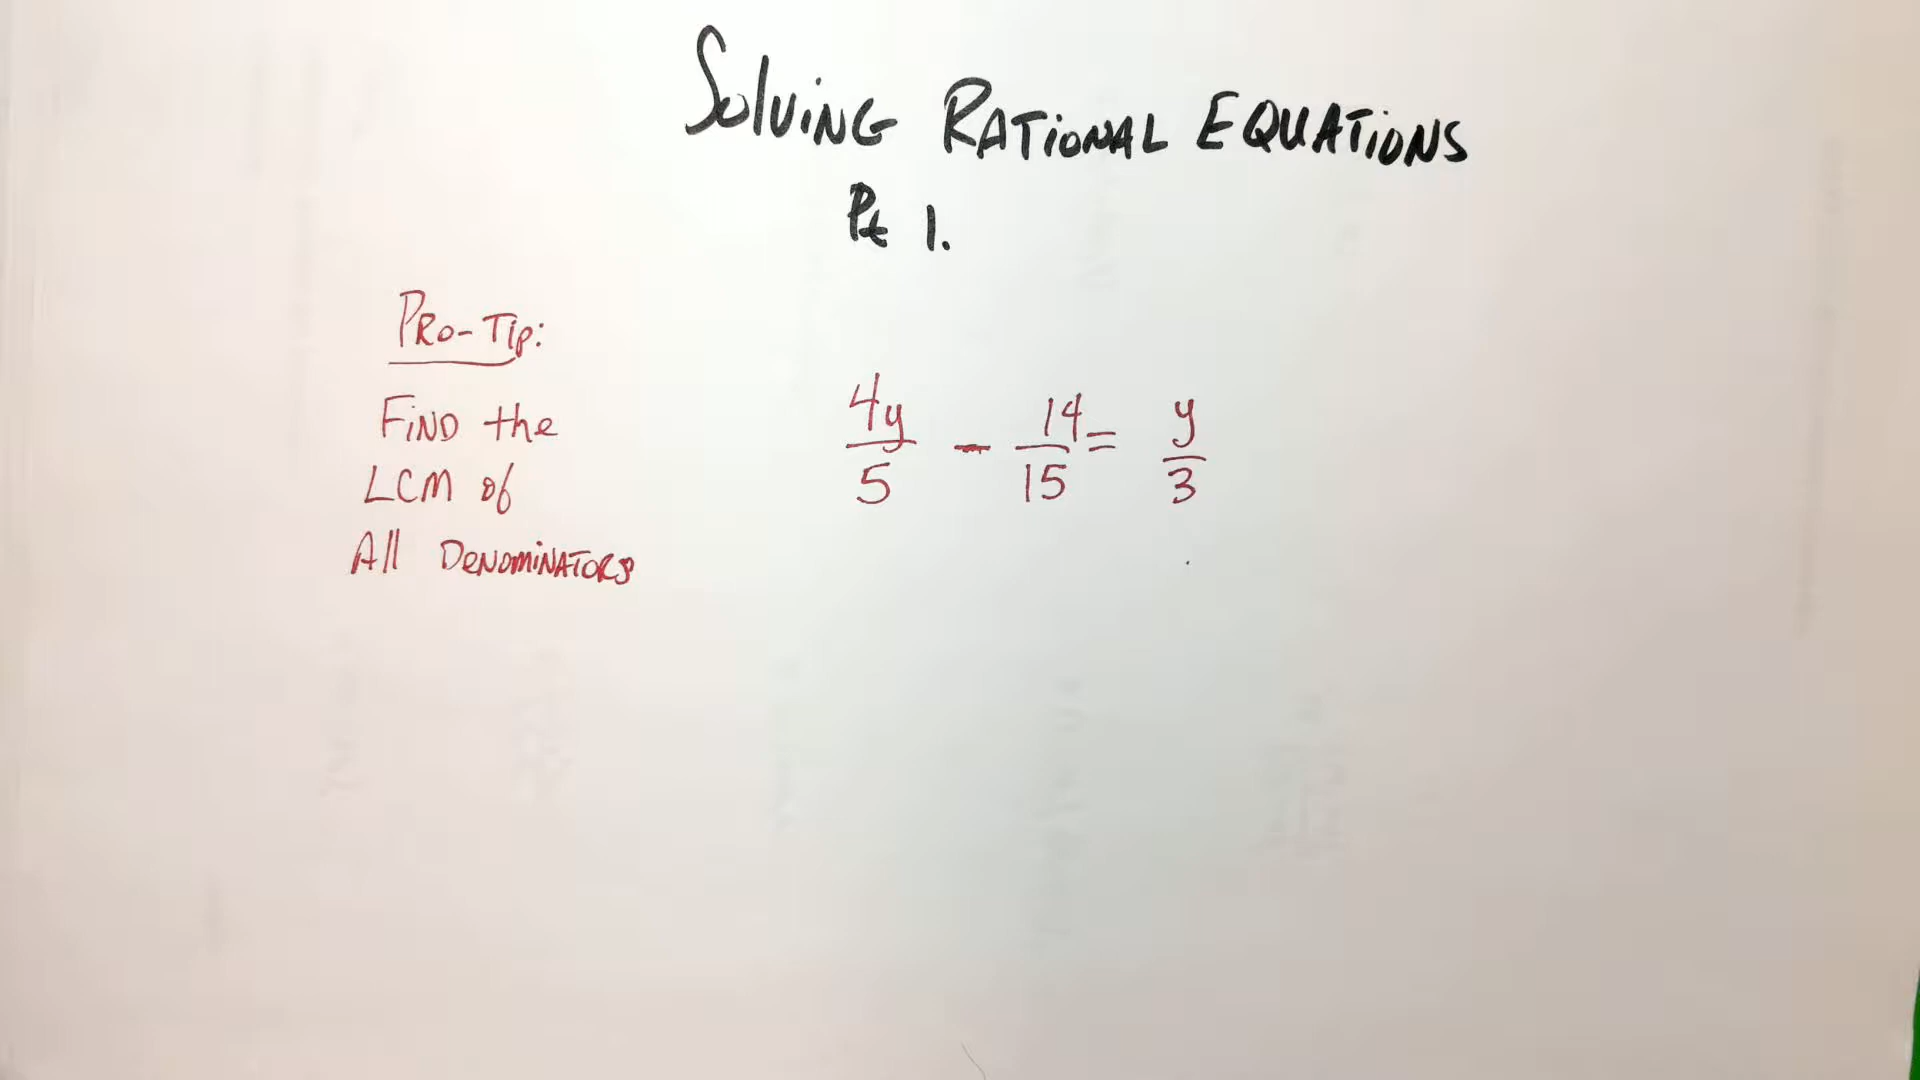 Solving Rational Equations
Pt 1.
Pro-Tip:
Find the
LCM of
All Denominators
4y/5 - 14/15 = y/3